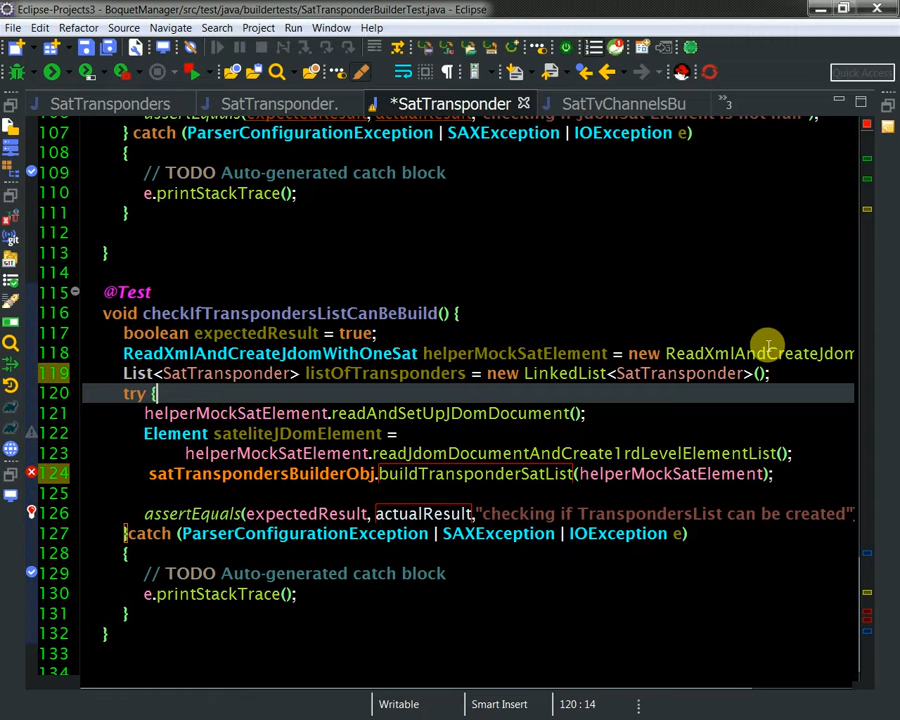 Eclipse-Projects3 - BoquetManager/src/test/java/buildertests/SatTransponderBuilderTest.java - Eclipse
File Edit Refactor Source Navigate Search Project Run Window Help
Quick Access
SatTransponders SatTransponder. *SatTransponder SatTvChannelsBu »3
107 } catch (ParserConfigurationException | SAXException | IOException e)
108 {
109 // TODO Auto-generated catch block
110 e.printStackTrace();
111 }
112
113 }
114
115 @Test
116 void checkIfTranspondersListCanBeBuild() {
117 boolean expectedResult = true;
118 ReadXmlAndCreateJdomWithOneSat helperMockSatElement = new ReadXmlAndCreateJdom
119 List<SatTransponder> listOfTransponders = new LinkedList<SatTransponder>();
120 try {
121 helperMockSatElement.readAndSetUpJDomDocument();
122 Element sateliteJDomElement =
123 helperMockSatElement.readJdomDocumentAndCreate1rdLevelElementList();
124 satTranspondersBuilderObj.buildTransponderSatList(helperMockSatElement);
125
126 assertEquals(expectedResult, actualResult,"checking if TranspondersList can be created"
127 }catch (ParserConfigurationException | SAXException | IOException e)
128 {
129 // TODO Auto-generated catch block
130 e.printStackTrace();
131 }
132 }
133
134
Writable Smart Insert 120 : 14